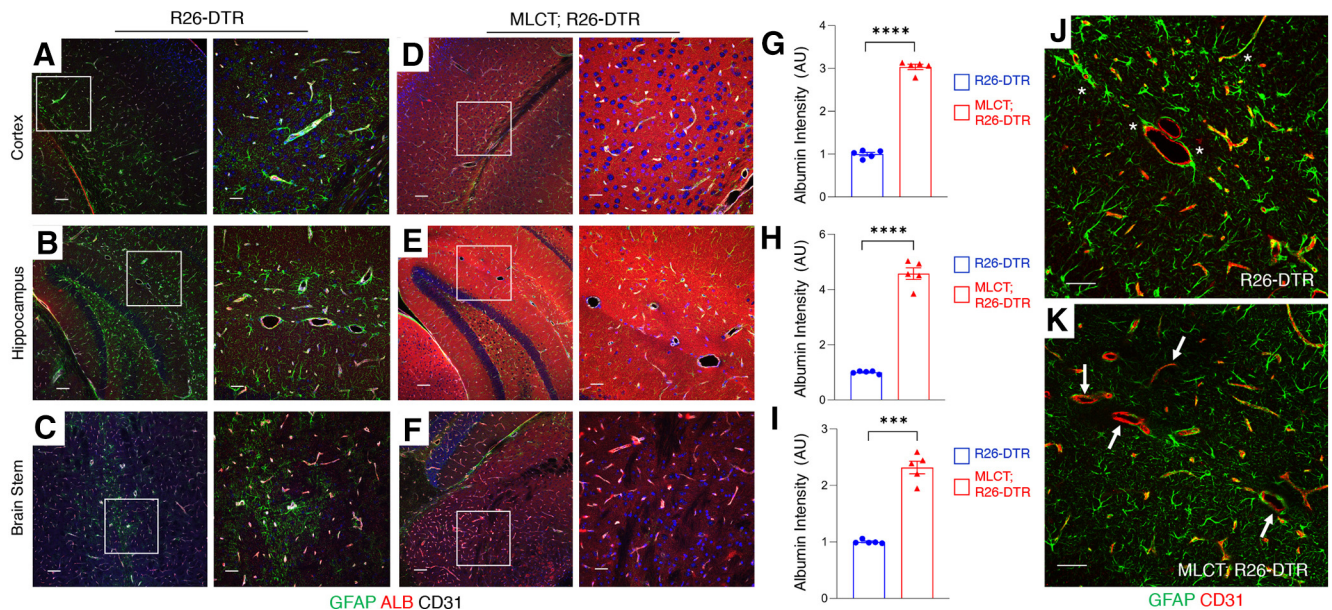 R26-DTR
MLCT; R26-DTR
A
D
Cortex
B
E
Hippocampus
C
F
Brain Stem
GFAP ALB CD31
G
Albumin Intensity (AU)
4
3
2
1
0
****
R26-DTR
MLCT;
R26-DTR
H
Albumin Intensity (AU)
6
4
2
0
****
R26-DTR
MLCT;
R26-DTR
I
Albumin Intensity (AU)
3
2
1
0
***
R26-DTR
MLCT;
R26-DTR
J
*
*
*
*
R26-DTR
K
MLCT; R26-DTR
GFAP CD31